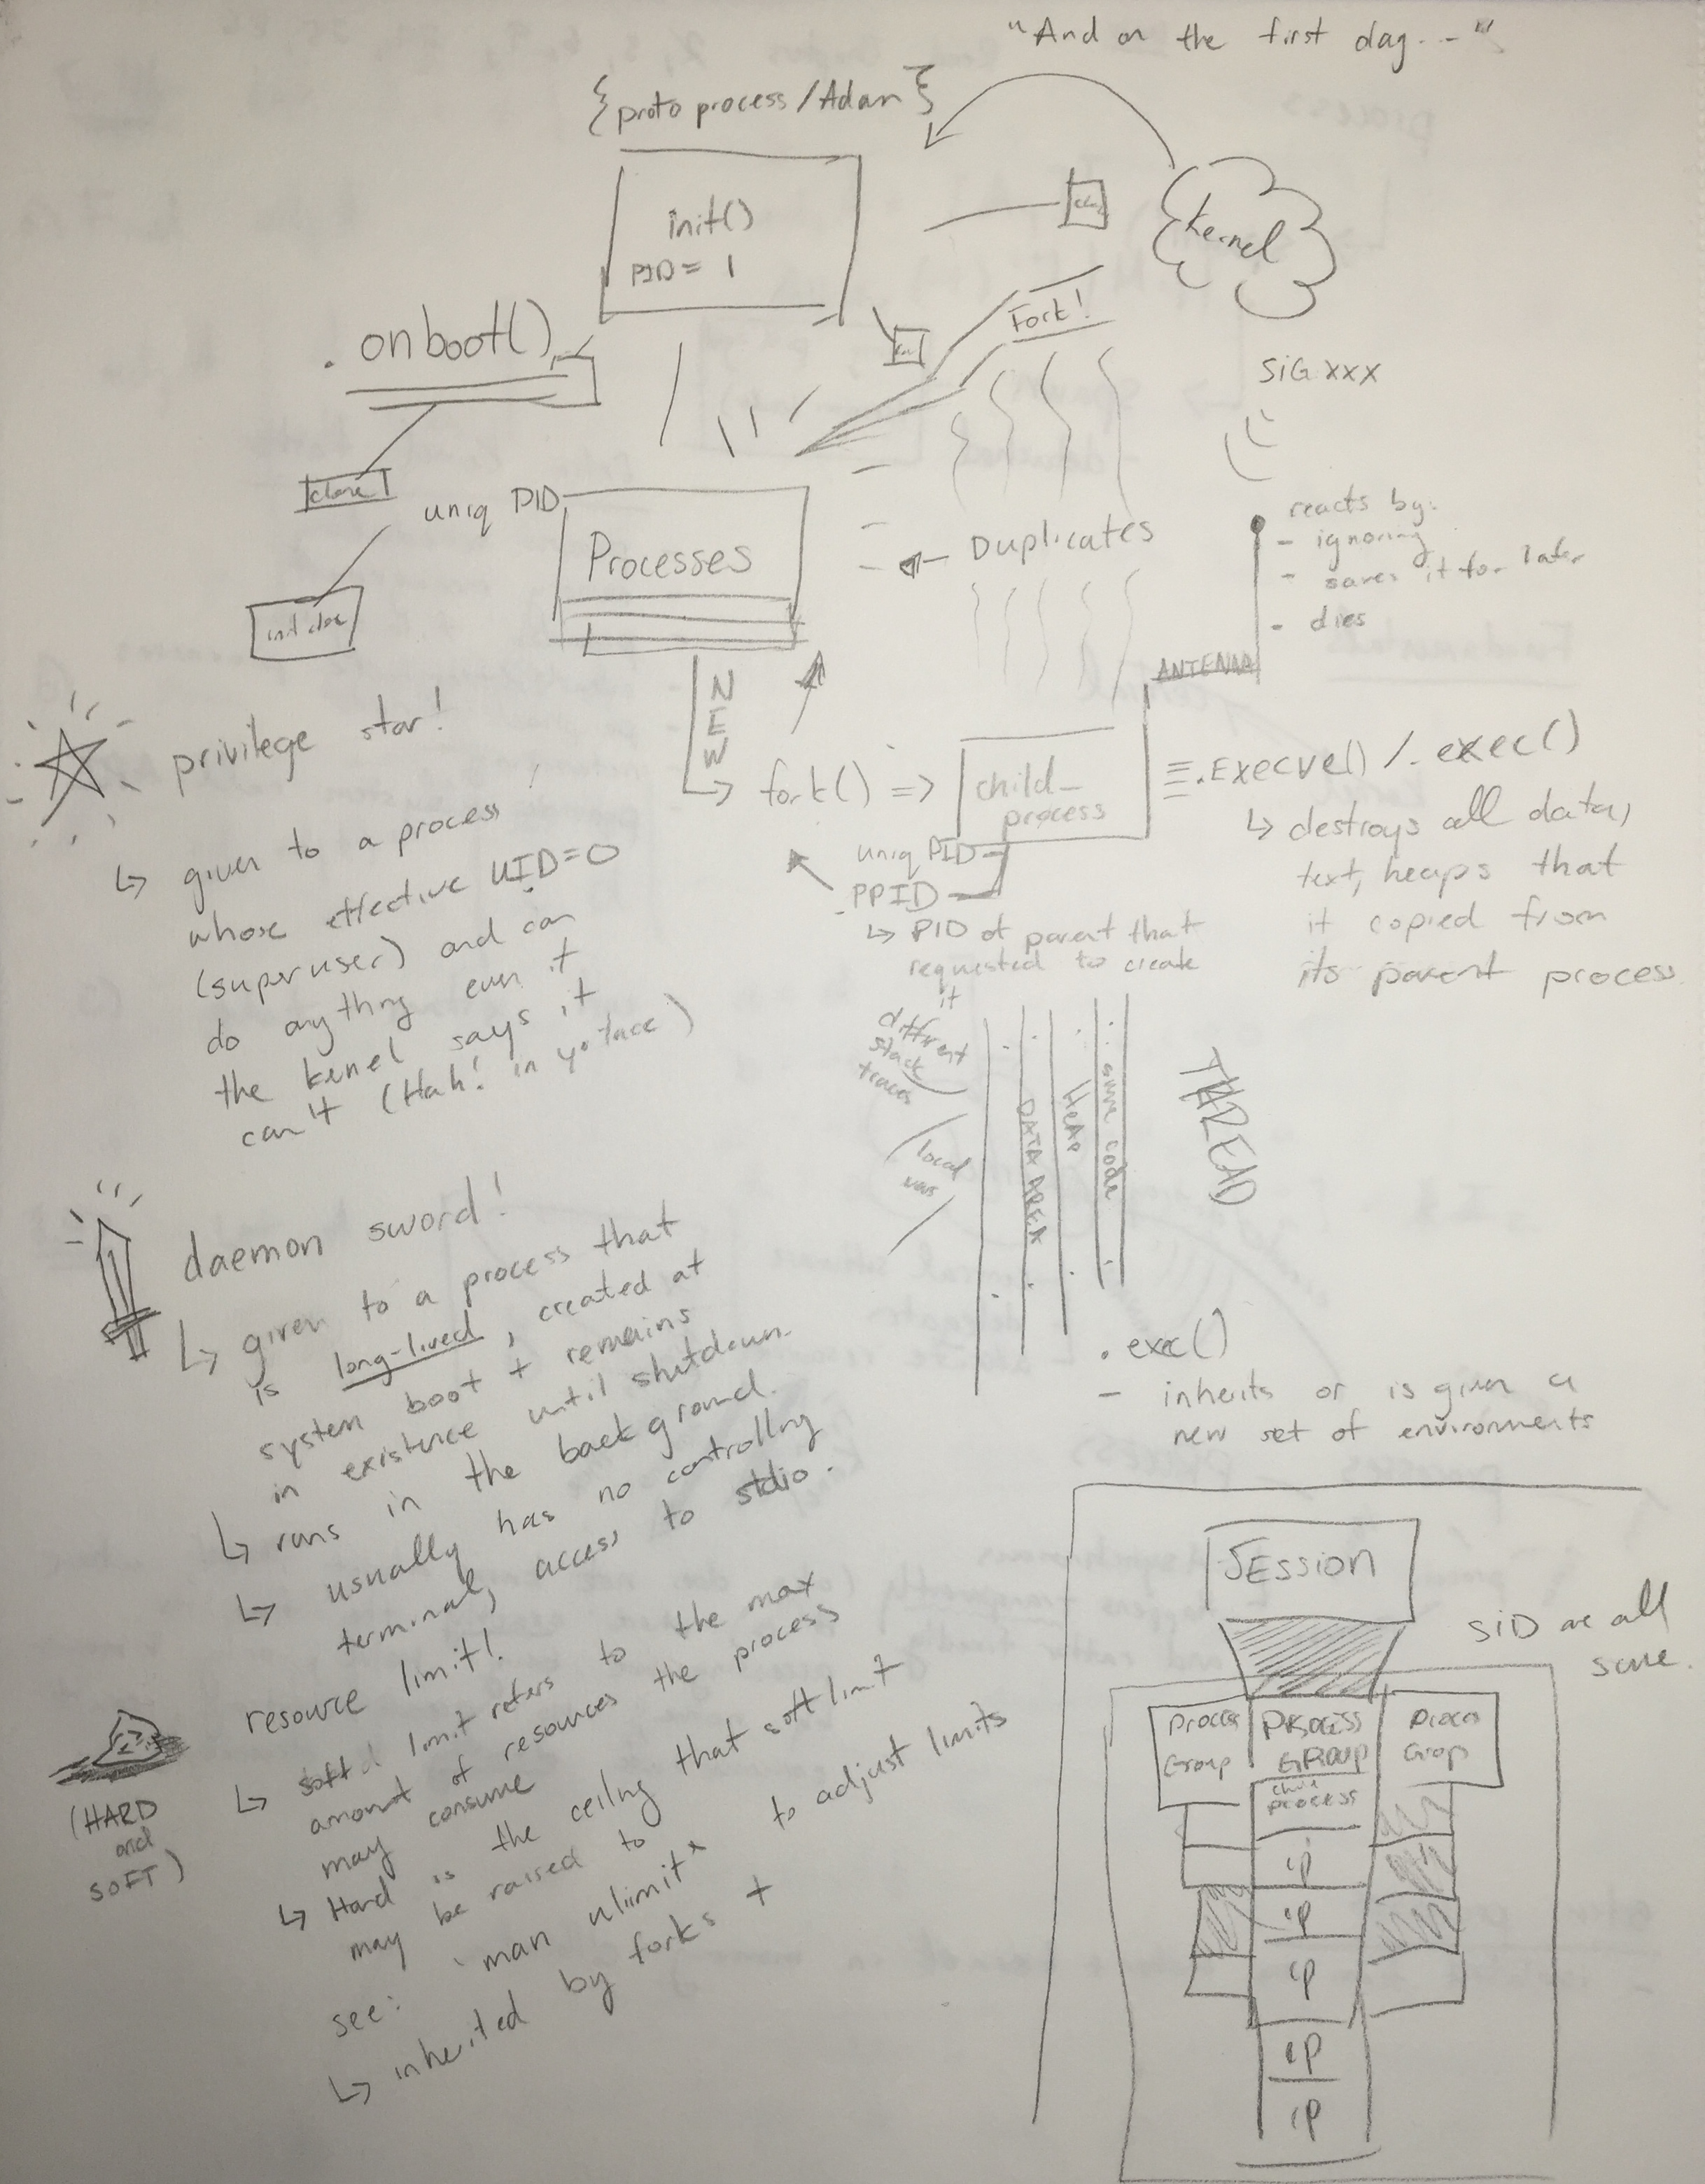 "And on the first day..."
{proto process/Adam}
init()
PID = 1
kernel
Fork!
.onboot()
SiG xxx
clone
uniq PID
Processes
Duplicates
reacts by:
- ignoring
- saves it for later
- dies
ANTENNA
NEW
fork() =>
child_
process
.Execve() / .exec()
↳ destroys all data,
text, heaps that
it copied from
its parent process
uniq PID
PPID
↳ PID of parent that
requested to create
it
privilege star!
↳ given to a process
whose effective UID=0
(superuser) and can
do anything even if
the kernel says it
can't (Hah! in yo face)
different
stack
traces
local
vars
DATA AREA
HEAP
same code
THREAD
.exec()
- inherits or is given a
new set of environments
daemon sword!
↳ given to a process that
is long-lived, created at
system boot + remains
in existence until shutdown.
↳ runs in the background.
↳ usually has no controlling
terminal, access to stdio.
(HARD
and
SOFT)
resource limit!
↳ soft limit refers to the max
amount of resources the process
may consume
↳ Hard is the ceiling that soft limit
may be raised to
see: `man ulimit` to adjust limits
↳ inherited by forks +
SESSion
SiD are all
same.
process
Group
PROCESS
GROUP
process
Group
child
process
cp
cp
cp
cp
cp